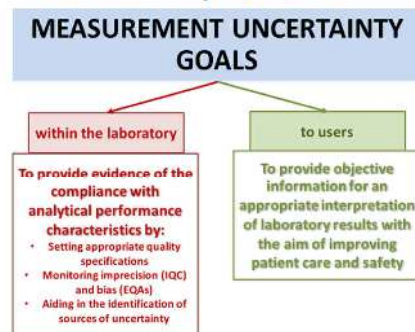 MEASUREMENT UNCERTAINTY
GOALS
within the laboratory
To provide evidence of the
compliance with
analytical performance
characteristics by:
• Setting appropriate quality
specifications
• Monitoring imprecision (IQC)
and bias (EQAs)
• Aiding in the identification of
sources of uncertainty
to users
To provide objective
information for an
appropriate interpretation
of laboratory results with
the aim of improving
patient care and safety